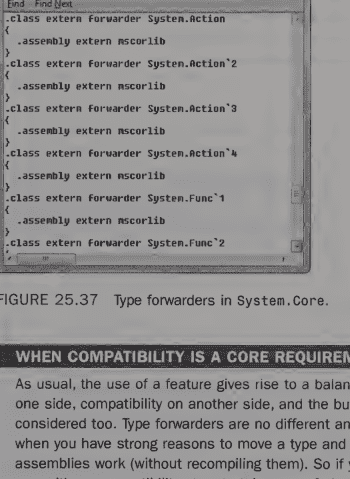 Find Find Next
.class extern forwarder System.Action
{
.assembly extern mscorlib
}
.class extern forwarder System.Action`2
{
.assembly extern mscorlib
}
.class extern forwarder System.Action`3
{
.assembly extern mscorlib
}
.class extern forwarder System.Action`4
{
.assembly extern mscorlib
}
.class extern forwarder System.Func`1
{
.assembly extern mscorlib
}
.class extern forwarder System.Func`2
FIGURE 25.37 Type forwarders in System.Core.
WHEN COMPATIBILITY IS A CORE REQUIREM
As usual, the use of a feature gives rise to a balan
one side, compatibility on another side, and the bu
considered too. Type forwarders are no different an
when you have strong reasons to move a type and
assemblies work (without recompiling them). So if y